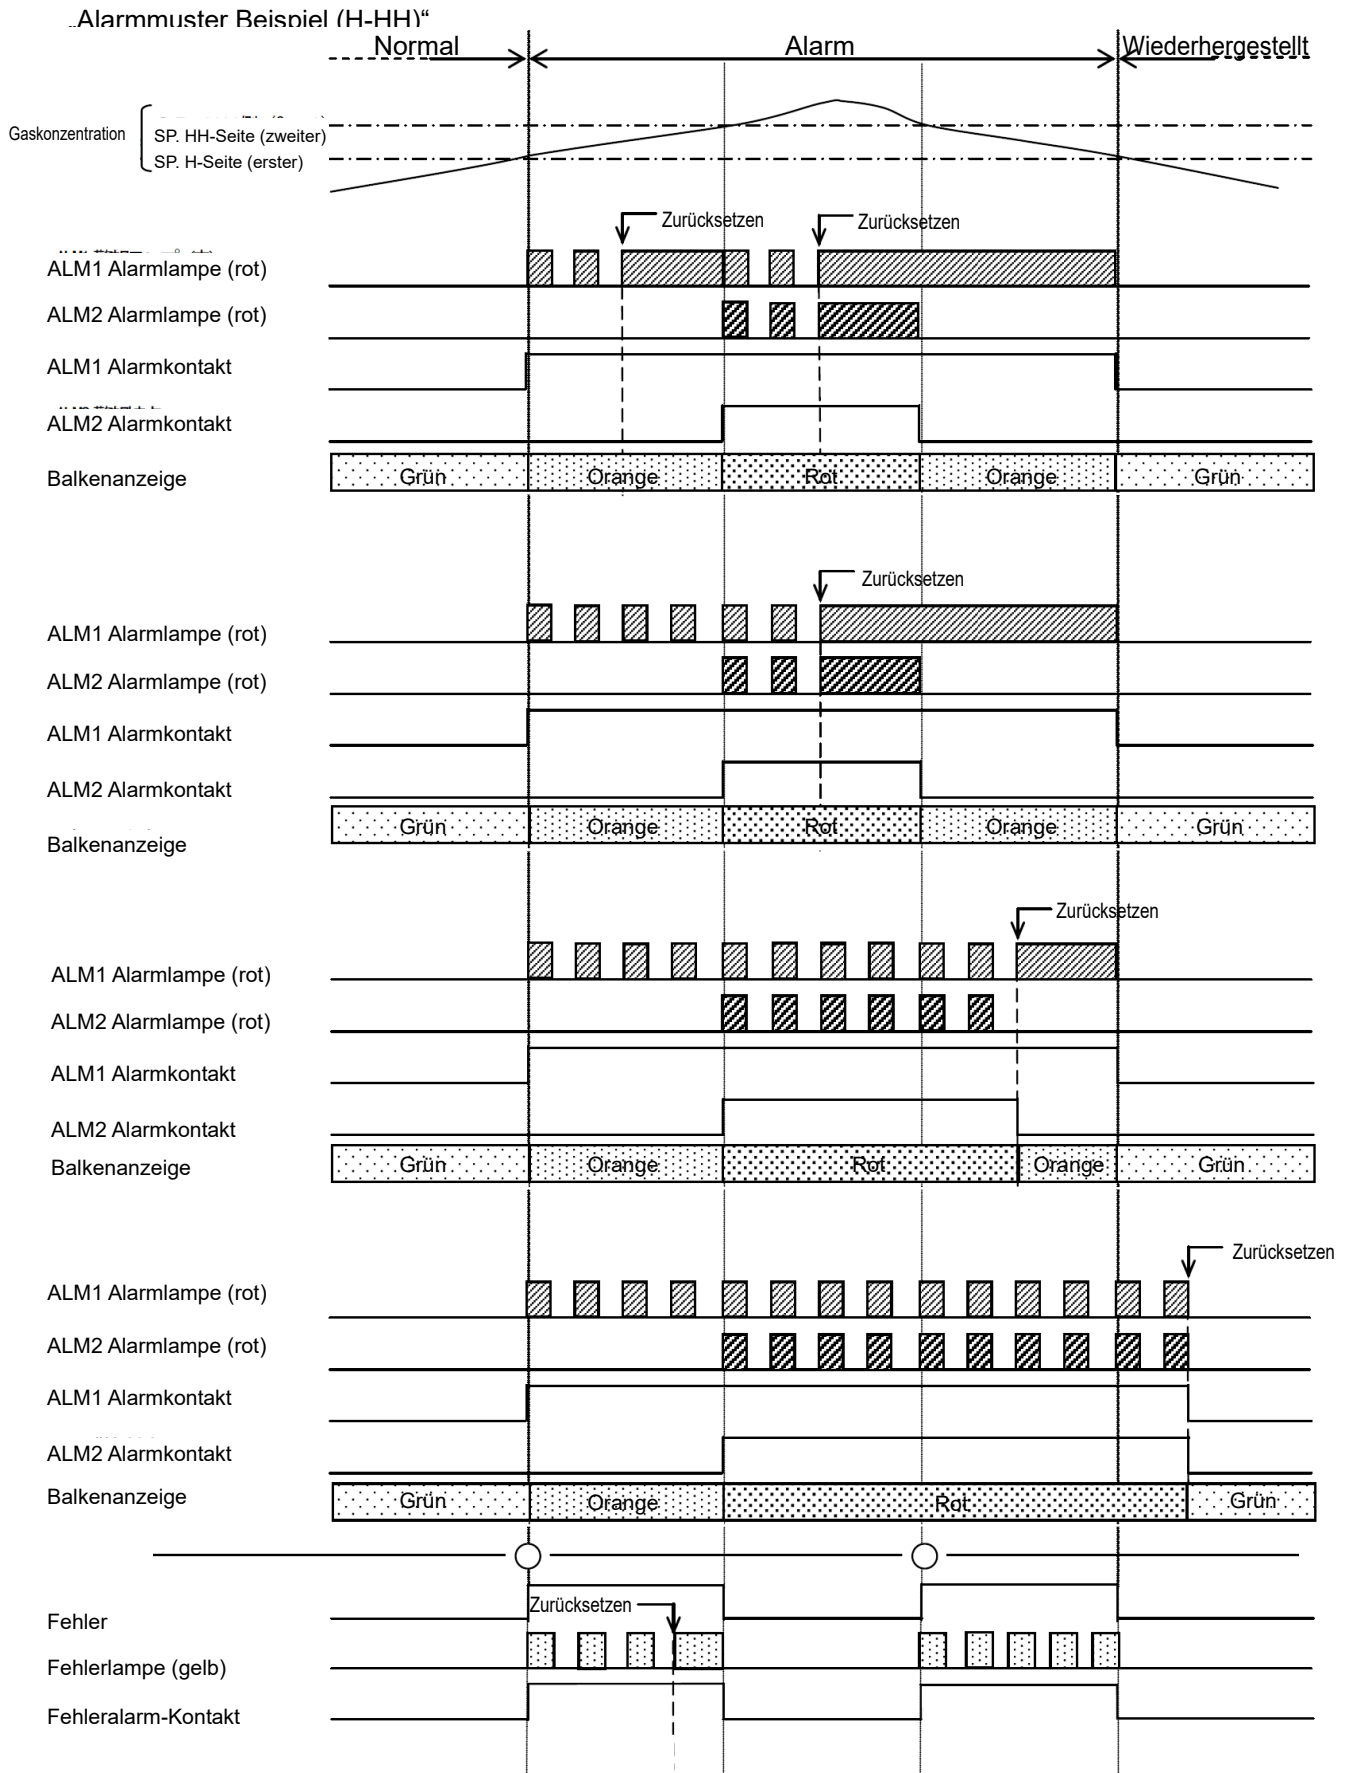 „Alarmmuster Beispiel (H-HH)“
Normal Alarm Wiederhergestellt
Gaskonzentration
SP. HH-Seite (zweiter)
SP. H-Seite (erster)
Zurücksetzen Zurücksetzen
ALM1 Alarmlampe (rot)
ALM2 Alarmlampe (rot)
ALM1 Alarmkontakt
ALM2 Alarmkontakt
Balkenanzeige Grün Orange Rot Orange Grün
Zurücksetzen
ALM1 Alarmlampe (rot)
ALM2 Alarmlampe (rot)
ALM1 Alarmkontakt
ALM2 Alarmkontakt
Balkenanzeige Grün Orange Rot Orange Grün
Zurücksetzen
ALM1 Alarmlampe (rot)
ALM2 Alarmlampe (rot)
ALM1 Alarmkontakt
ALM2 Alarmkontakt
Balkenanzeige Grün Orange Rot Orange Grün
Zurücksetzen
ALM1 Alarmlampe (rot)
ALM2 Alarmlampe (rot)
ALM1 Alarmkontakt
ALM2 Alarmkontakt
Balkenanzeige Grün Orange Rot Grün
Zurücksetzen
Fehler
Fehlerlampe (gelb)
Fehleralarm-Kontakt